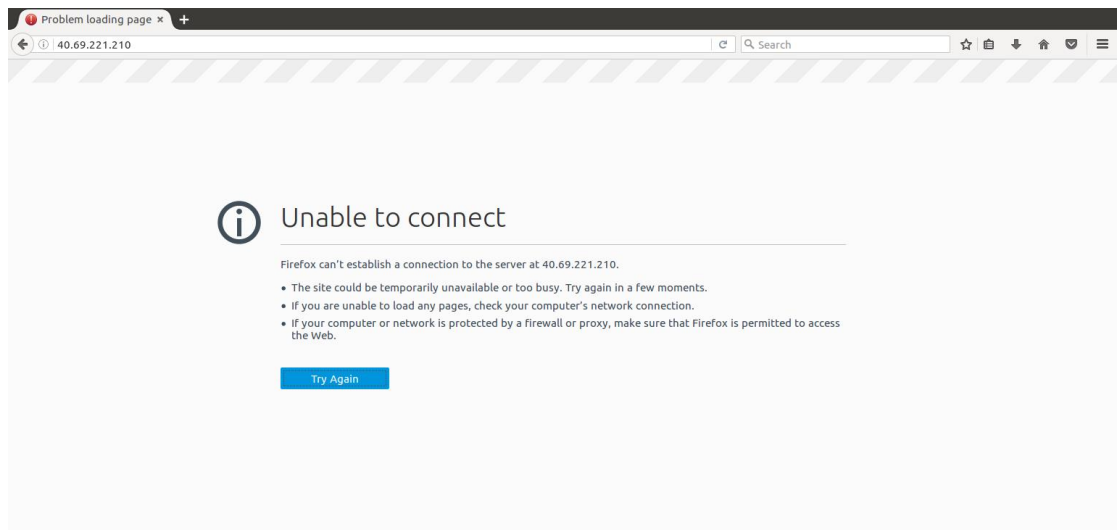 Problem loading page
40.69.221.210
Search
Unable to connect
Firefox can't establish a connection to the server at 40.69.221.210.
• The site could be temporarily unavailable or too busy. Try again in a few moments.
• If you are unable to load any pages, check your computer's network connection.
• If your computer or network is protected by a firewall or proxy, make sure that Firefox is permitted to access
the Web.
Try Again